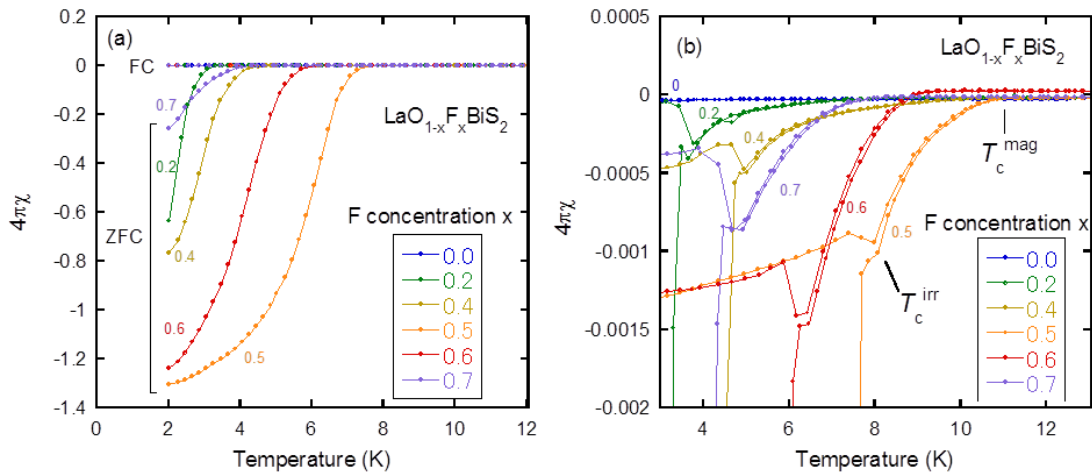 (a)
0.2
0
-0.2
-0.4
-0.6
-0.8
-1
-1.2
-1.4
4πχ
FC
ZFC
0.7
0.2
0.4
0.6
0.5
LaO1-xFxBiS2
F concentration x
0.0
0.2
0.4
0.5
0.6
0.7
0 2 4 6 8 10 12
Temperature (K)
(b)
0.0005
0
-0.0005
-0.001
-0.0015
-0.002
4πχ
LaO1-xFxBiS2
0
0.2
0.4
0.7
0.6
0.5
Tc mag
Tc irr
F concentration x
0.0
0.2
0.4
0.5
0.6
0.7
4 6 8 10 12
Temperature (K)